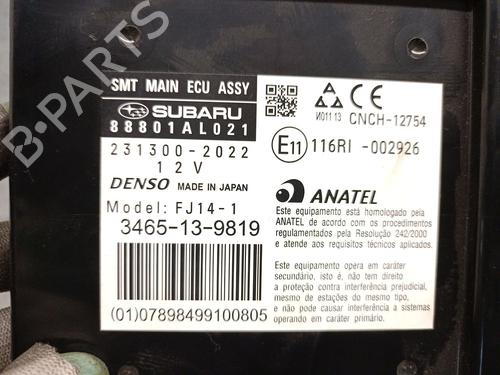 SMT MAIN ECU ASSY
SUBARU
88801AL021
231300-2022
12V
DENSO MADE IN JAPAN
Model: FJ14-1
3465-13-9819
(01)07898499100805
CNCH-12754
E11 116RI -002926
ANATEL
Este equipamento está homologado pela
ANATEL de acordo com os procedimentos
regulamentados pela Resolução 242/2000
e atende aos requisitos técnicos aplicados.
Este equipamento opera em caráter
secundário, isto é, não tem direito
a proteção contra interferência prejudicial,
mesmo de estações do mesmo tipo,
e não pode causar interferência a sistemas
operando em caráter primário.